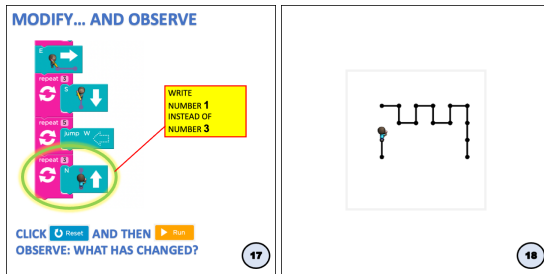 MODIFY... AND OBSERVE
E
repeat 3
S
repeat 5
jump W
repeat 3
N
WRITE
NUMBER 1
INSTEAD OF
NUMBER 3
CLICK Reset AND THEN Run
OBSERVE: WHAT HAS CHANGED?
17
18